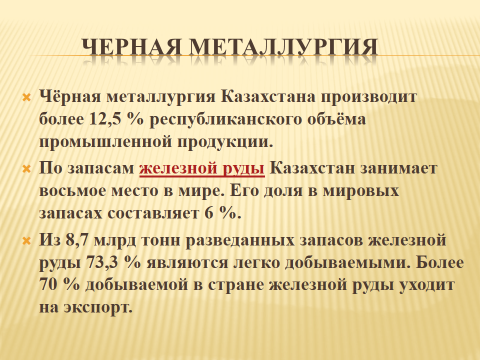 ЧЕРНАЯ МЕТАЛЛУРГИЯ
Чёрная металлургия Казахстана производит
более 12,5 % республиканского объёма
промышленной продукции.
По запасам железной руды Казахстан занимает
восьмое место в мире. Его доля в мировых
запасах составляет 6 %.
Из 8,7 млрд тонн разведанных запасов железной
руды 73,3 % являются легко добываемыми. Более
70 % добываемой в стране железной руды уходит
на экспорт.